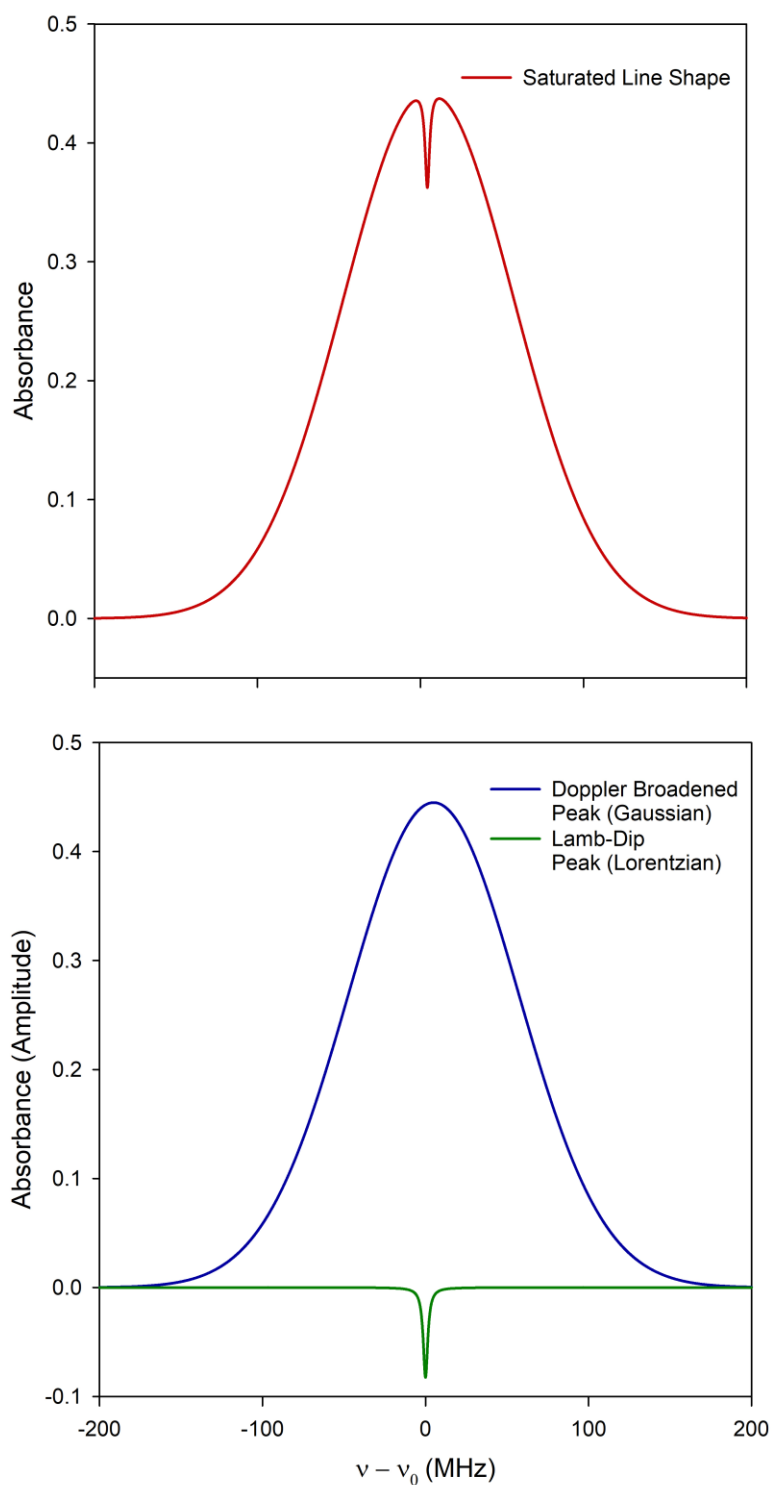 0.5
Saturated Line Shape
0.4
0.3
Absorbance
0.2
0.1
0.0
0.5
Doppler Broadened
Peak (Gaussian)
Lamb-Dip
Peak (Lorentzian)
0.4
0.3
Absorbance (Amplitude)
0.2
0.1
0.0
-0.1
-200 -100 0 100 200
ν – ν₀ (MHz)